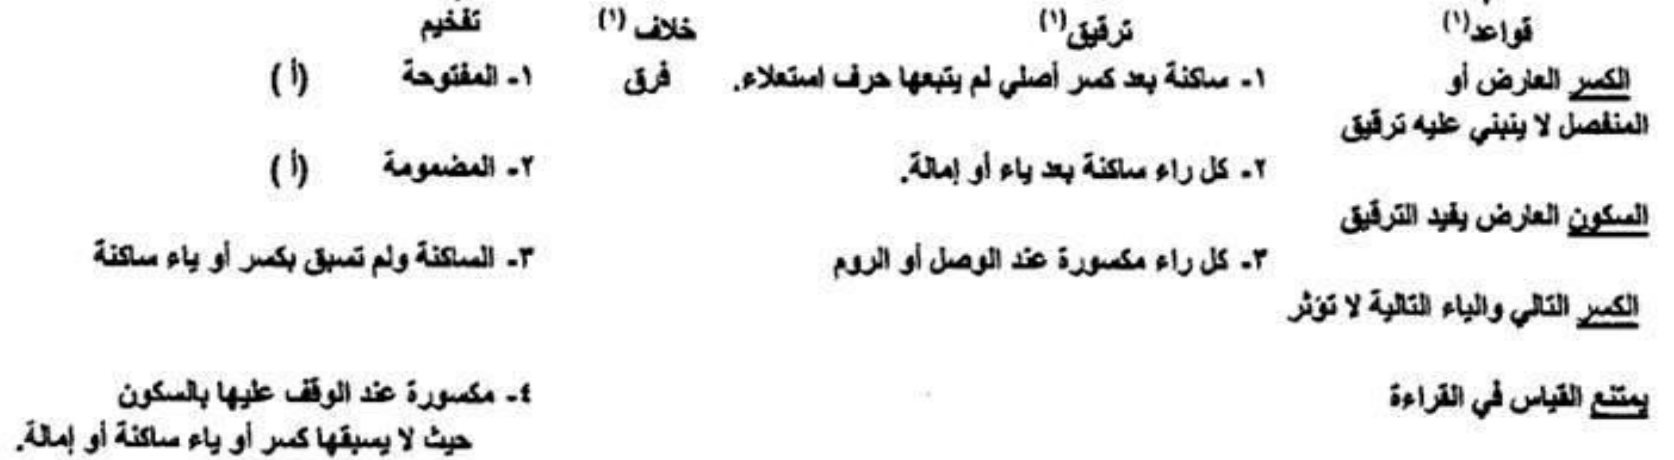 قواعد(١) ترقيق(١) خلاف (١) تفخيم
الكسر العارض أو ١- ساكنة بعد كسر أصلي لم يتبعها حرف استعلاء. فرق ١- المفتوحة (أ)
المنفصل لا ينبني عليه ترقيق
٢- كل راء ساكنة بعد ياء أو إمالة. ٢- المضمومة (أ)
السكون العارض يفيد الترقيق
٣- كل راء مكسورة عند الوصل أو الروم ٣- الساكنة ولم تسبق بكسر أو ياء ساكنة
الكسر التالي والياء التالية لا تؤثر
يمتنع القياس في القراءة ٤- مكسورة عند الوقف عليها بالسكون
حيث لا يسبقها كسر أو ياء ساكنة أو إمالة.